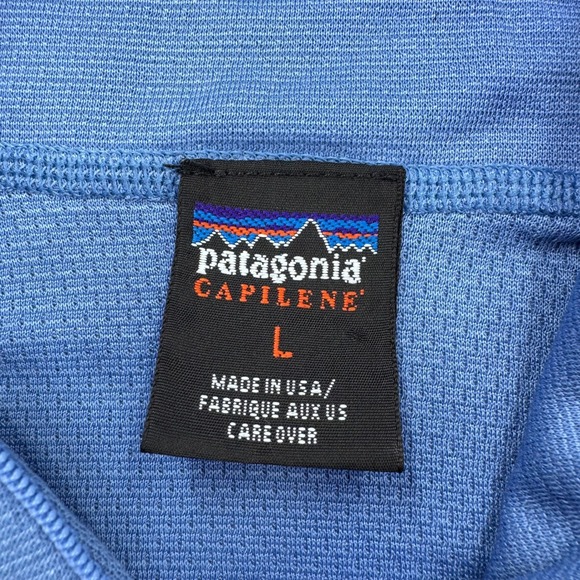 patagonia®
CAPILENE®
L
MADE IN USA/
FABRIQUE AUX US
CARE OVER